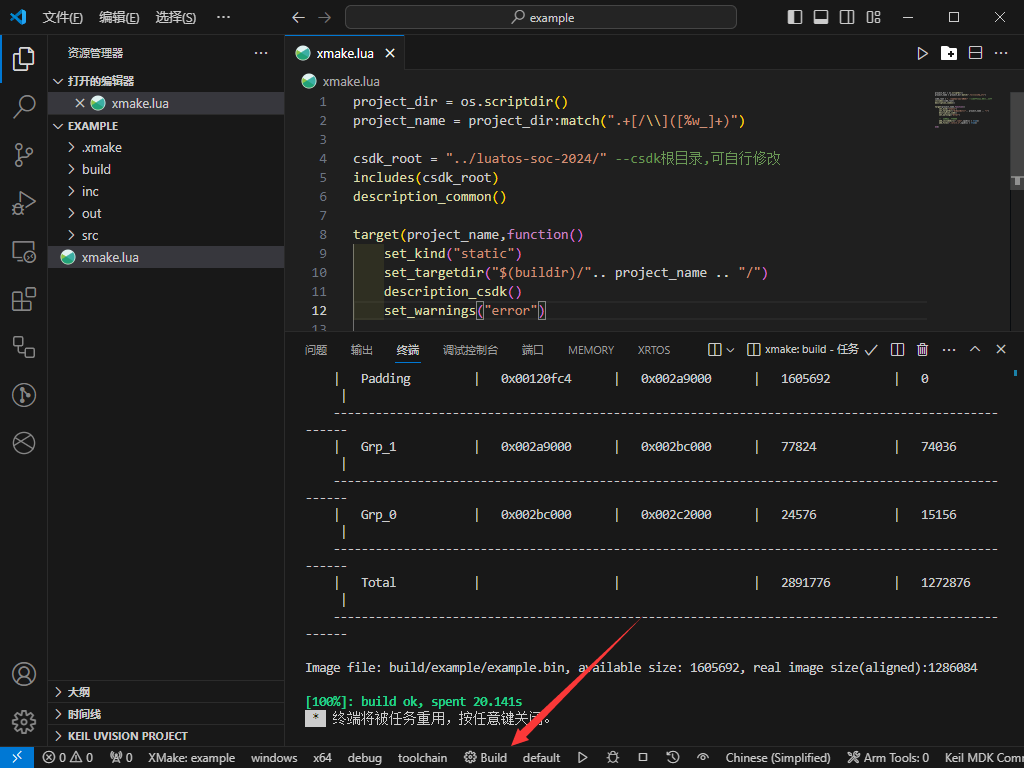 文件(F) 编辑(E) 选择(S) ··· example
资源管理器 ···
打开的编辑器
xmake.lua
EXAMPLE
.xmake
build
inc
out
src
xmake.lua
大纲
时间线
KEIL UVISION PROJECT
xmake.lua
xmake.lua
1 project_dir = os.scriptdir()
2 project_name = project_dir:match(".+[/\\]([%w_]+)")
3
4 csdk_root = "../luatos-soc-2024/" --csdk根目录,可自行修改
5 includes(csdk_root)
6 description_common()
7
8 target(project_name,function()
9 set_kind("static")
10 set_targetdir("$(buildir)/".. project_name .. "/")
11 description_csdk()
12 set_warnings("error")
13
问题 输出 终端 调试控制台 端口 MEMORY XRTOS xmake: build - 任务
| Padding | 0x00120fc4 | 0x002a9000 | 1605692 | 0
|
| Grp_1 | 0x002a9000 | 0x002bc000 | 77824 | 74036
|
| Grp_0 | 0x002bc000 | 0x002c2000 | 24576 | 15156
|
| Total | | | 2891776 | 1272876
|
Image file: build/example/example.bin, available size: 1605692, real image size(aligned):1286084
[100%]: build ok, spent 20.141s
* 终端将被任务重用，按任意键关闭。
0 0 0 XMake: example windows x64 debug toolchain Build default Chinese (Simplified) Arm Tools: 0 Keil MDK Com